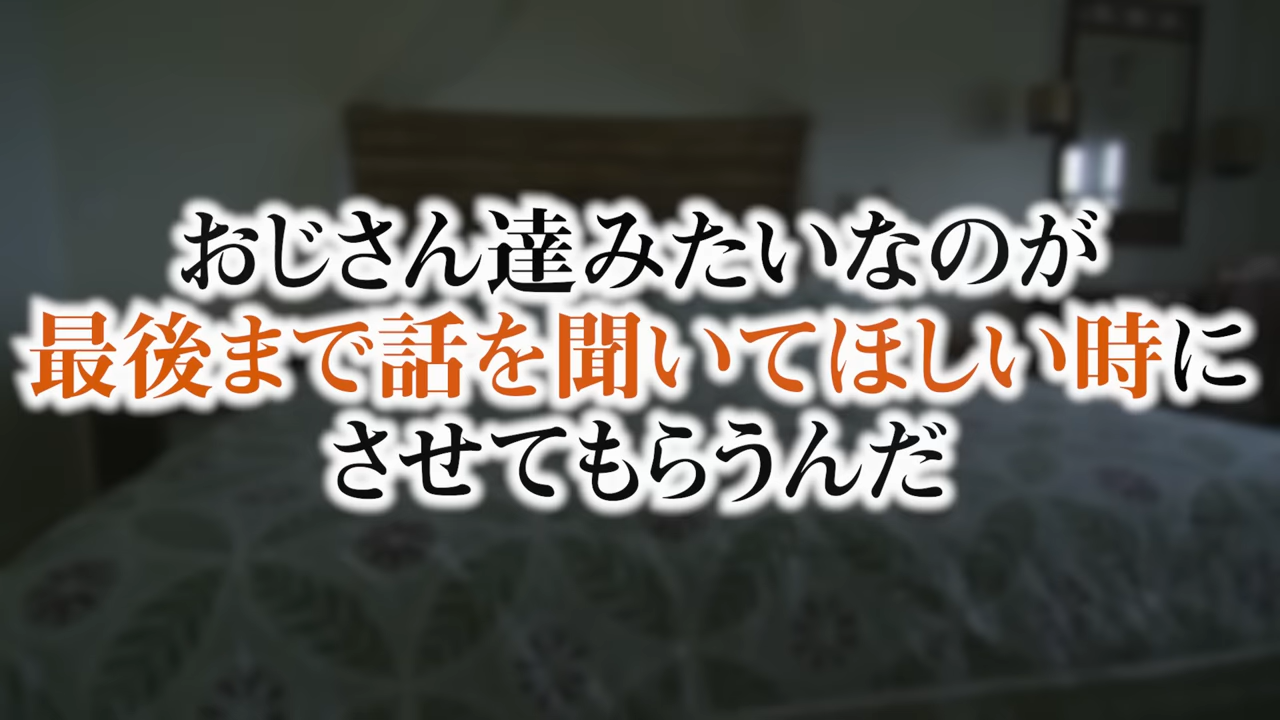 おじさん達みたいなのが
最後まで話を聞いてほしい時に
させてもらうんだ